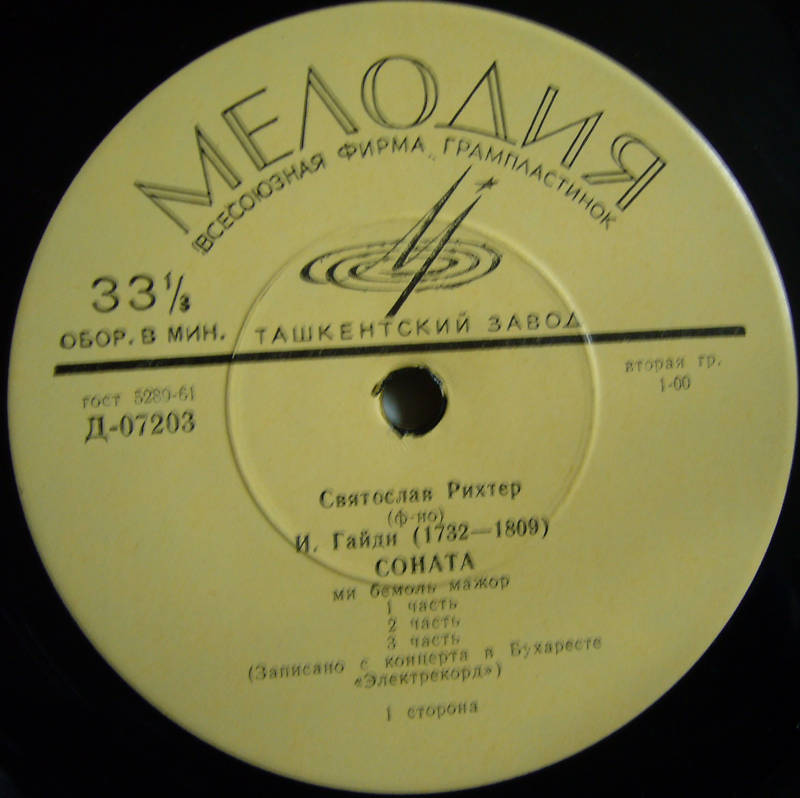 МЕЛОДИЯ
ВСЕСОЮЗНАЯ ФИРМА „ ГРАМПЛАСТИНОК
33 1/3
ОБОР. В МИН. ТАШКЕНТСКИЙ ЗАВОД
гост 5289-61
Д-07203
вторая гр.
1-00
Святослав Рихтер
(ф-но)
И. Гайдн (1732—1809)
СОНАТА
ми бемоль мажор
1 часть
2 часть
3 часть
(Записано с концерта в Бухаресте
«Электрекорд»)
1 сторона